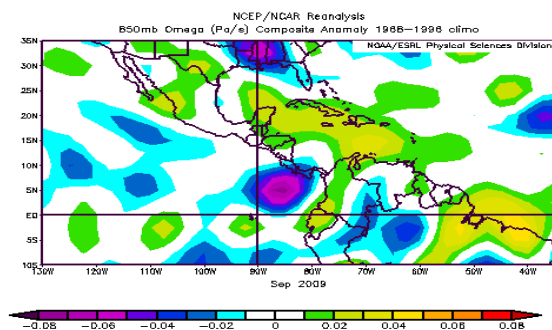 NCEP/NCAR Reanalysis
850mb Omega (Pa/s) Composite Anomaly 1968-1996 climo
NOAA/ESRL Physical Sciences Division
35N
30N
25N
20N
15N
10N
5N
EQ
5S
10S
130W 120W 110W 100W 90W 80W 70W 60W 50W 40W
Sep 2009
-0.08 -0.06 -0.04 -0.02 0 0.02 0.04 0.06 0.08